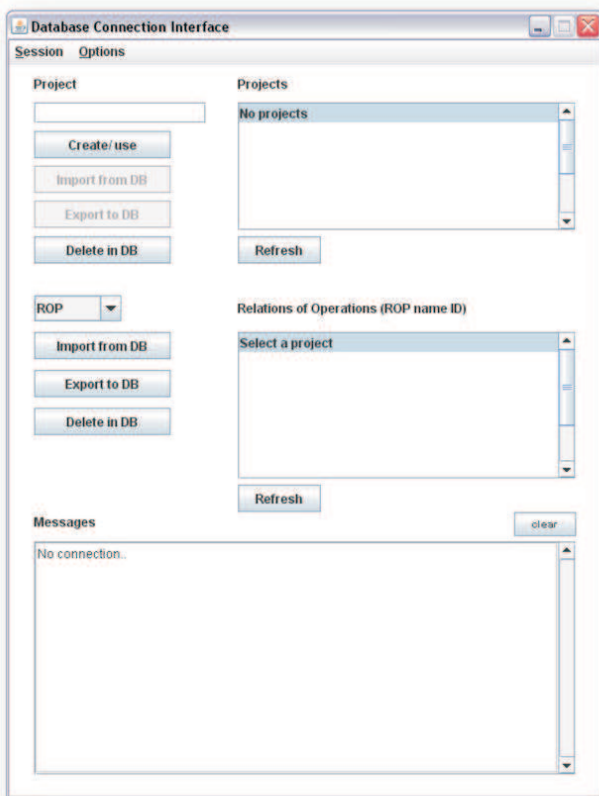 Database Connection Interface
Session Options
Project
Projects
No projects
Create/ use
Import from DB
Export to DB
Delete in DB
Refresh
ROP
Relations of Operations (ROP name ID)
Import from DB
Select a project
Export to DB
Delete in DB
Refresh
Messages
clear
No connection..